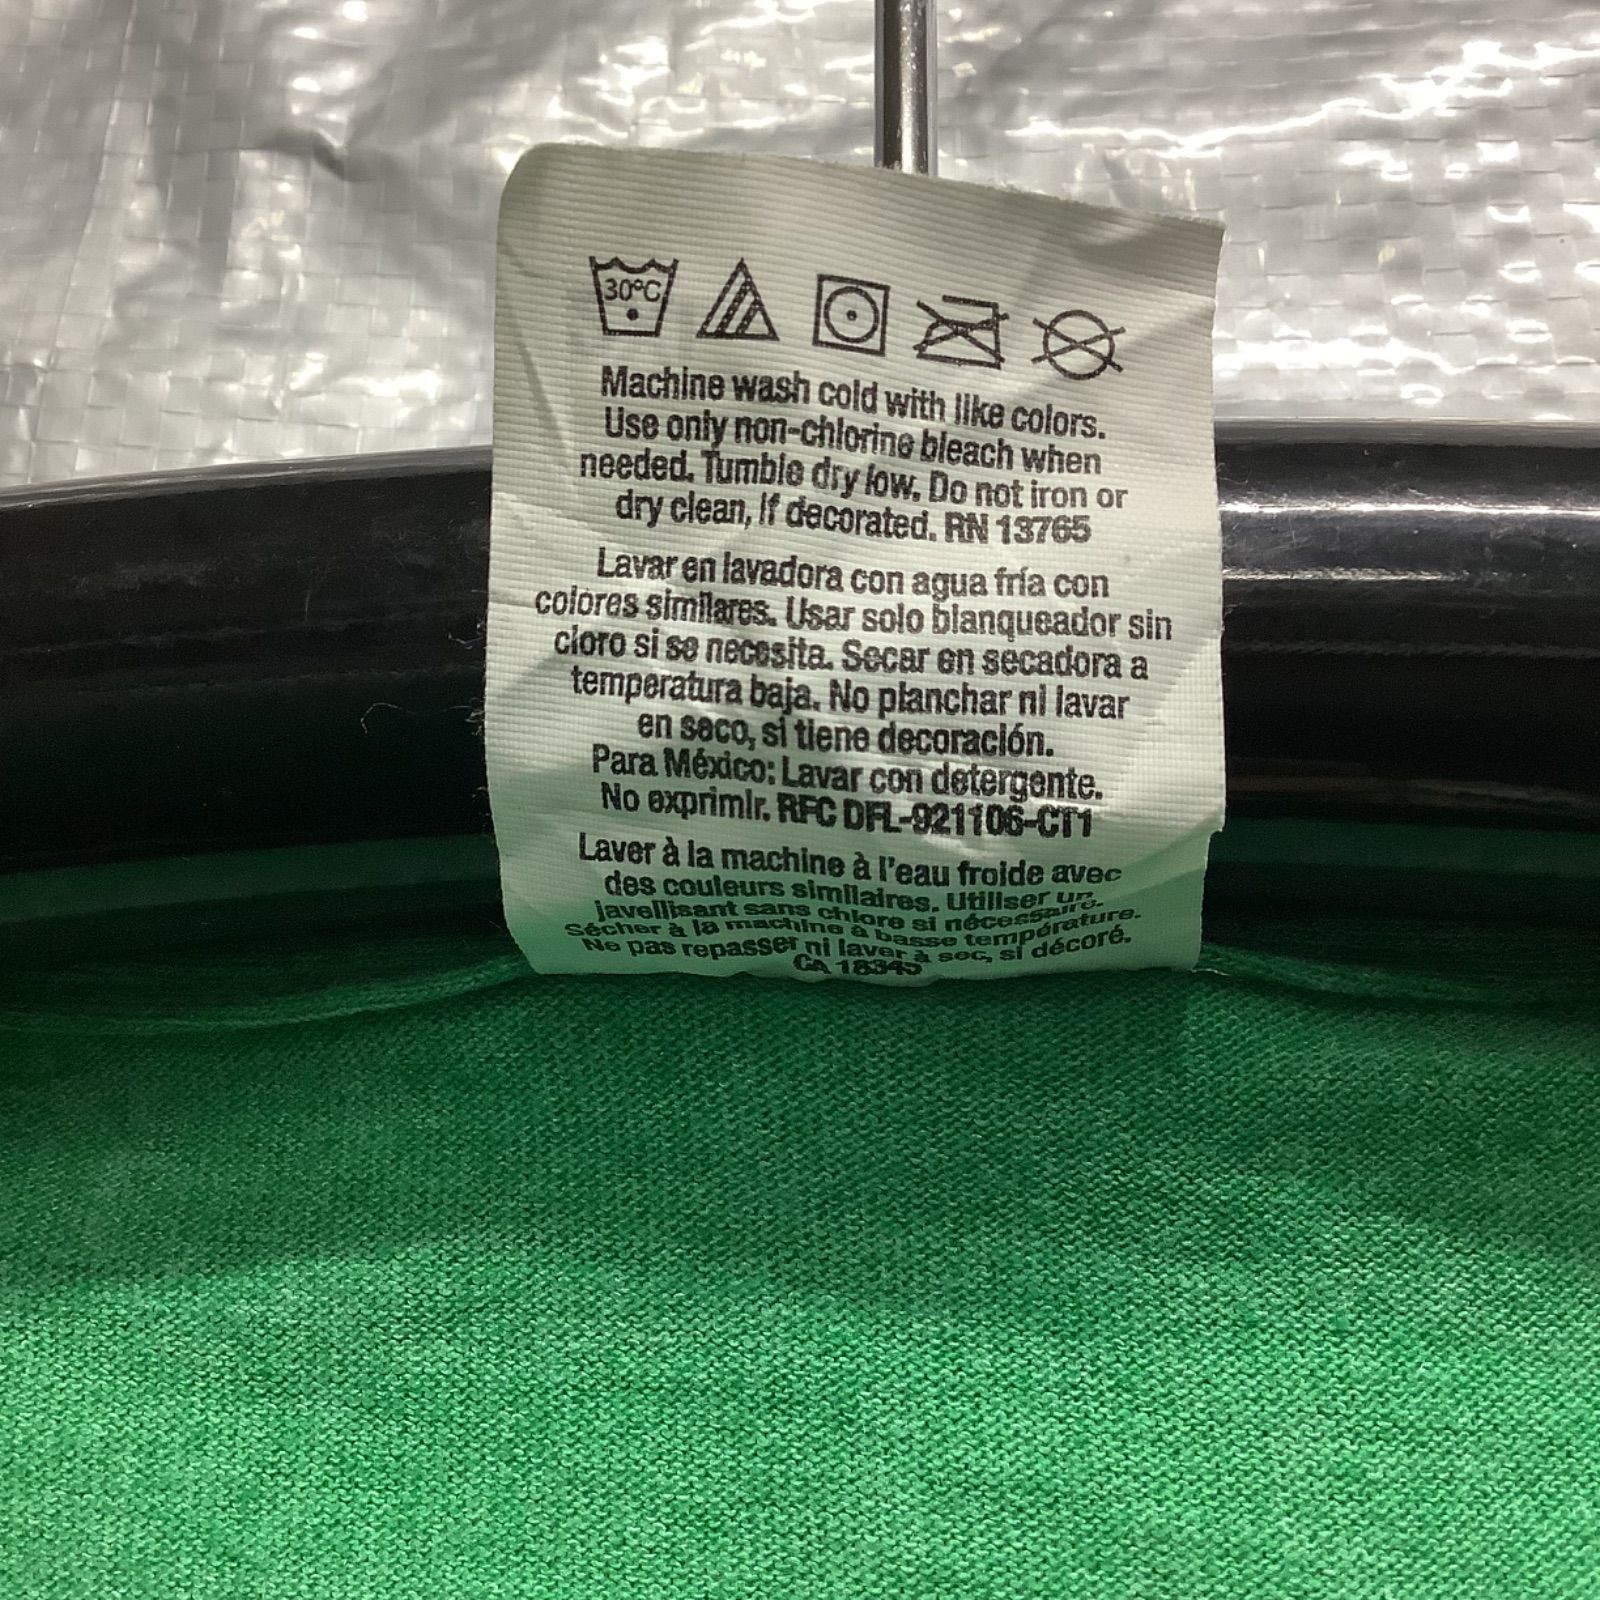 30°C
Machine wash cold with like colors.
Use only non-chlorine bleach when
needed. Tumble dry low. Do not iron or
dry clean, if decorated. RN 13765
Lavar en lavadora con agua fría con
colores similares. Usar solo blanqueador sin
cloro si se necesita. Secar en secadora a
temperatura baja. No planchar ni lavar
en seco, si tiene decoración.
Para México: Lavar con detergente.
No exprimir. RFC DFL-921106-CT1
Laver à la machine à l'eau froide avec
des couleurs similaires. Utiliser un
javellisant sans chlore si nécessaire.
Sécher à la machine à basse température.
Ne pas repasser ni laver à sec, si décoré.
CA 18345